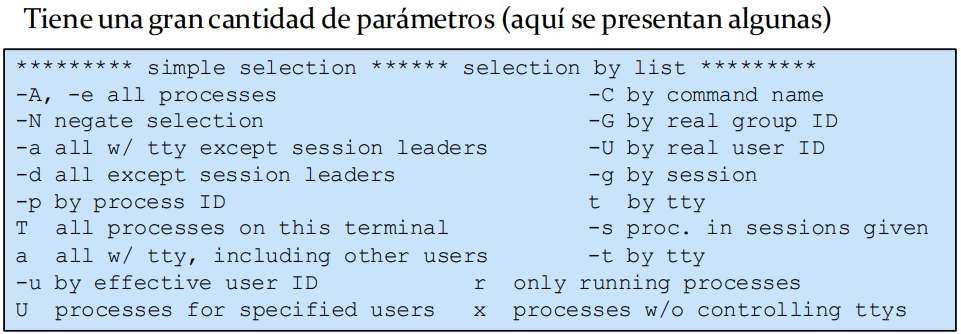 Tiene una gran cantidad de parámetros (aquí se presentan algunas)
********* simple selection ****** selection by list *********
-A, -e all processes -C by command name
-N negate selection -G by real group ID
-a all w/ tty except session leaders -U by real user ID
-d all except session leaders -g by session
-p by process ID t by tty
T all processes on this terminal -s proc. in sessions given
a all w/ tty, including other users -t by tty
-u by effective user ID r only running processes
U processes for specified users x processes w/o controlling ttys